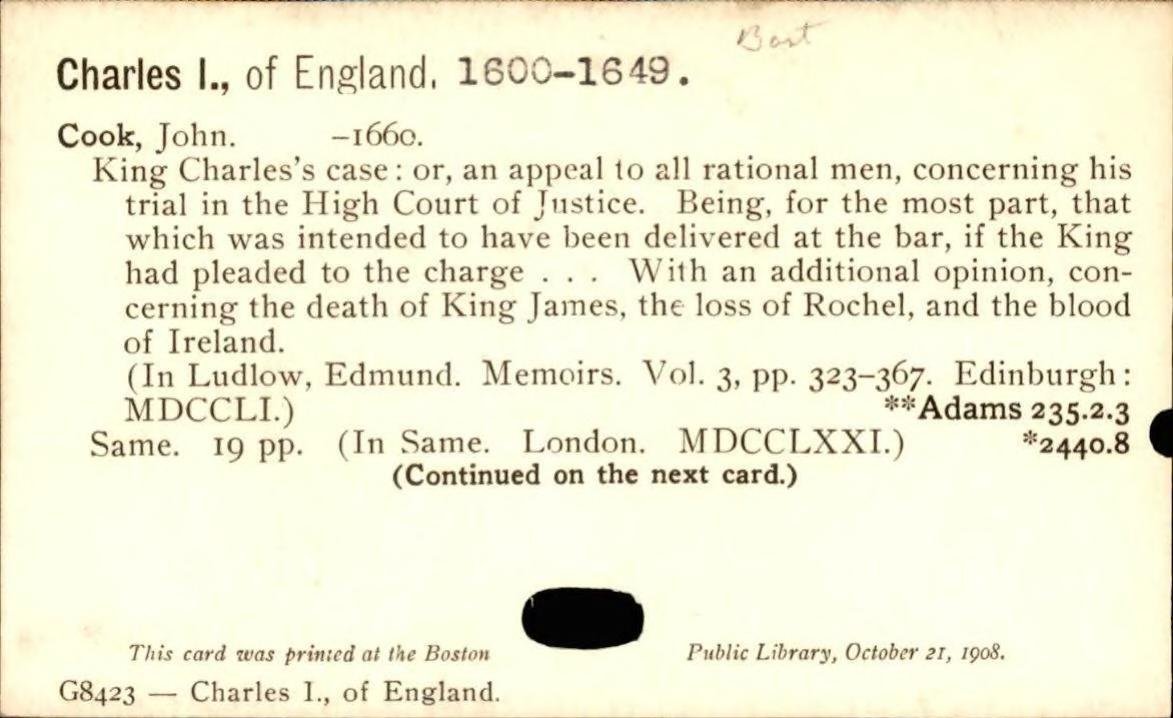 Bost
Charles I., of England. 1600-1649.
Cook, John. -1660.
King Charles's case: or, an appeal to all rational men, concerning his
trial in the High Court of Justice. Being, for the most part, that
which was intended to have been delivered at the bar, if the King
had pleaded to the charge . . . With an additional opinion, con-
cerning the death of King James, the loss of Rochel, and the blood
of Ireland.
(In Ludlow, Edmund. Memoirs. Vol. 3, pp. 323–367. Edinburgh:
MDCCLI.) **Adams 235.2.3
Same. 19 pp. (In Same. London. MDCCLXXI.) *2440.8
(Continued on the next card.)
This card was printed at the Boston Public Library, October 21, 1908.
G8423 — Charles I., of England.